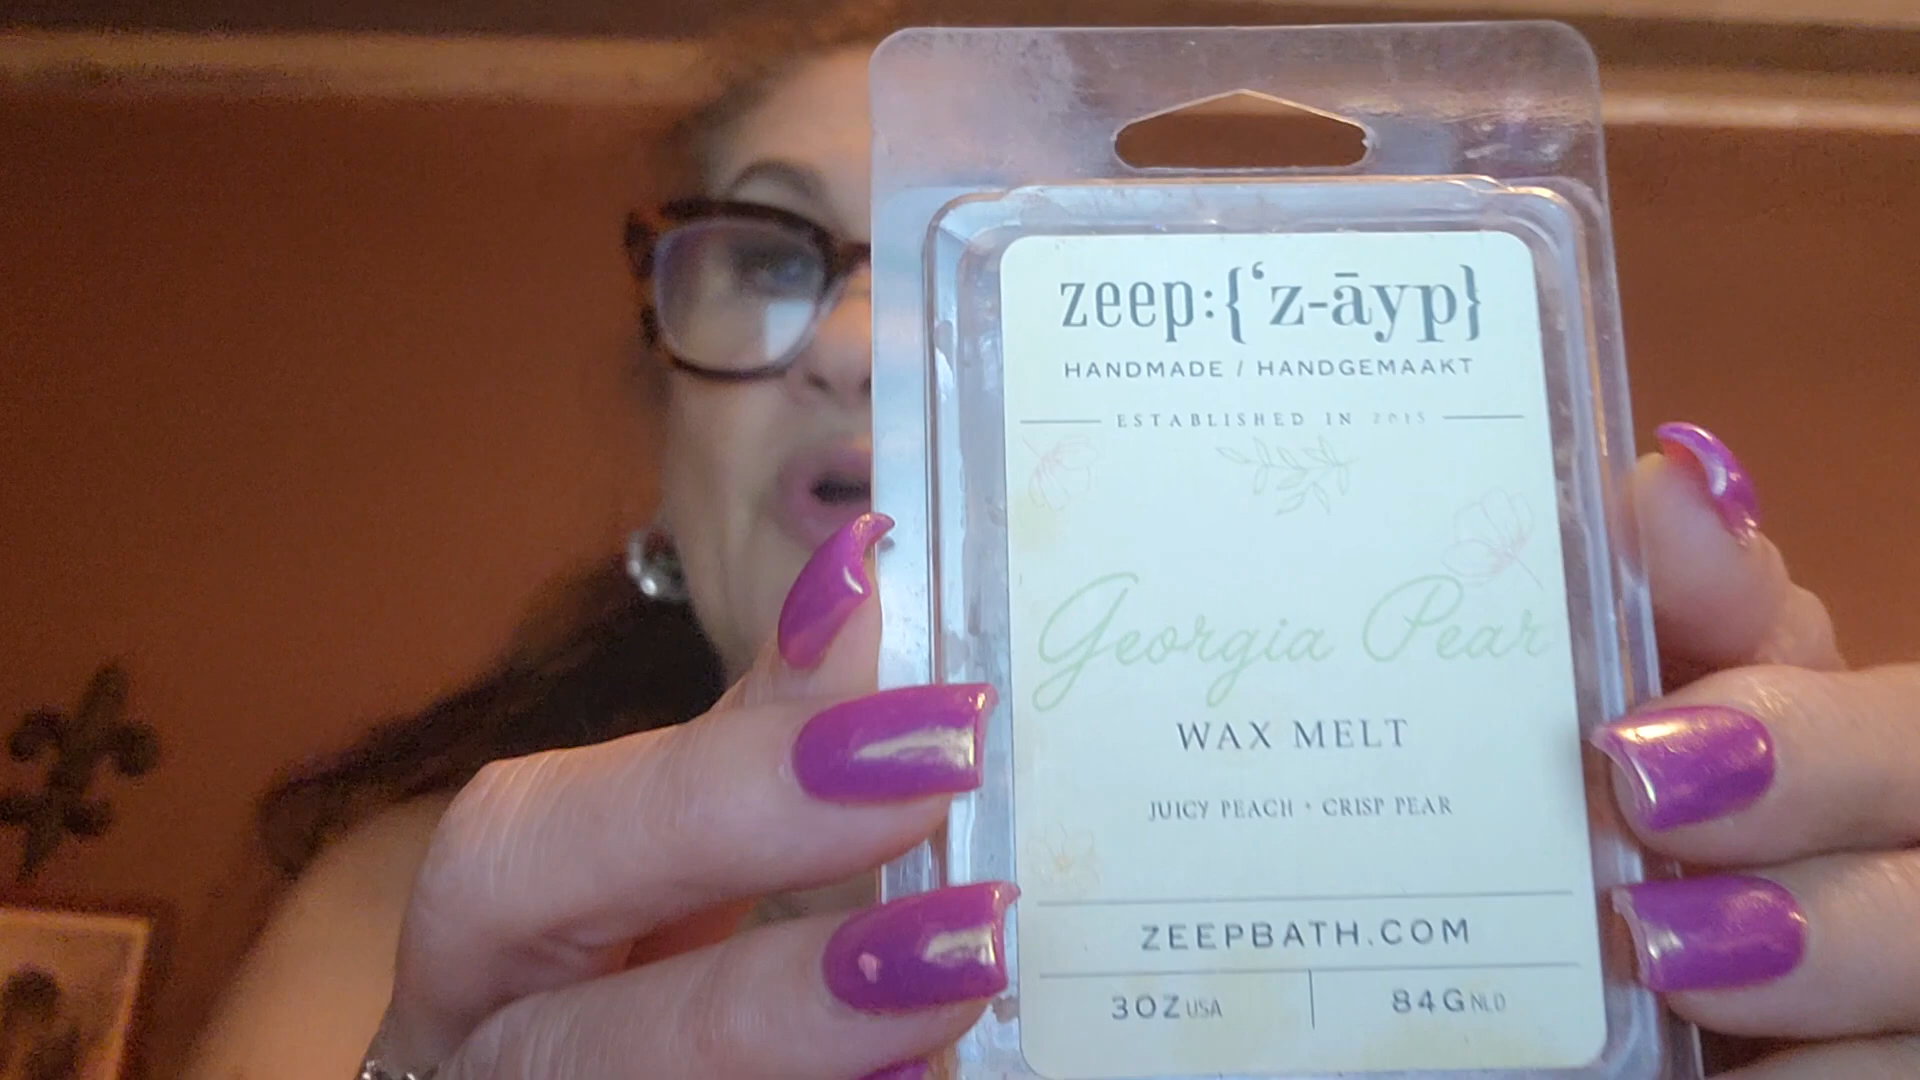 zeep:{‘z-āyp}
HANDMADE / HANDGEMAAKT
ESTABLISHED IN 2015
Georgia Pear
WAX MELT
JUICY PEACH · CRISP PEAR
ZEEPBATH.COM
3OZ USA 84G NLD